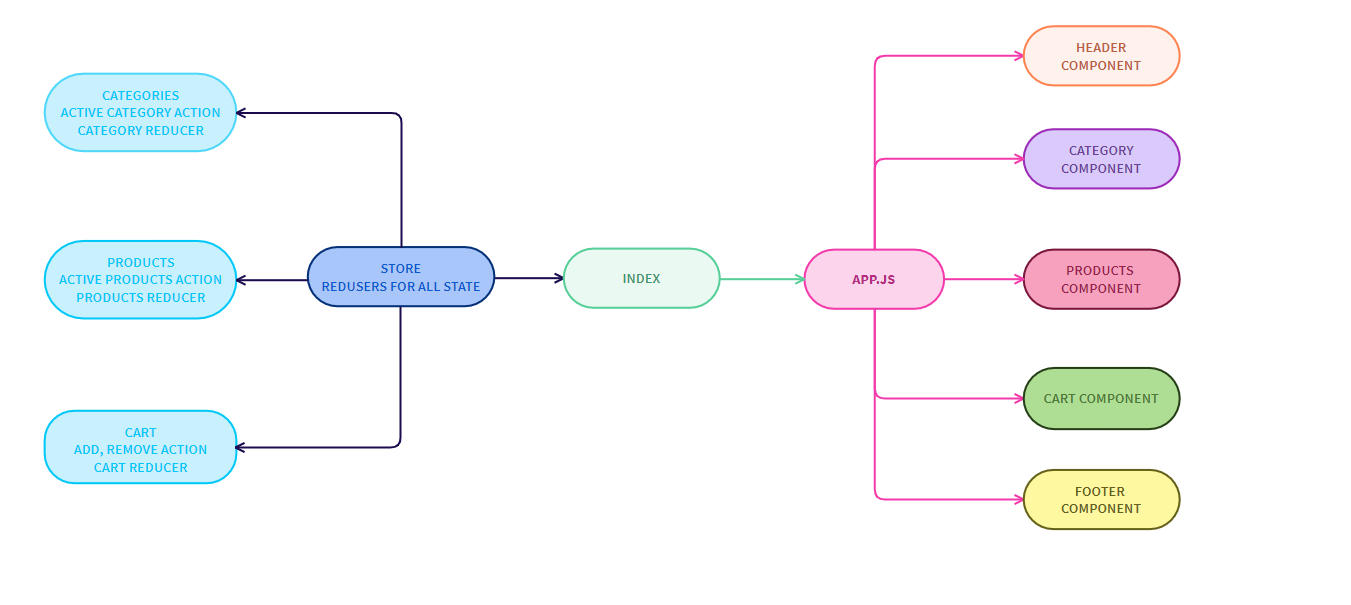 CATEGORIES
ACTIVE CATEGORY ACTION
CATEGORY REDUCER
PRODUCTS
ACTIVE PRODUCTS ACTION
PRODUCTS REDUCER
CART
ADD, REMOVE ACTION
CART REDUCER
STORE
REDUSERS FOR ALL STATE
INDEX
APP.JS
HEADER
COMPONENT
CATEGORY
COMPONENT
PRODUCTS
COMPONENT
CART COMPONENT
FOOTER
COMPONENT